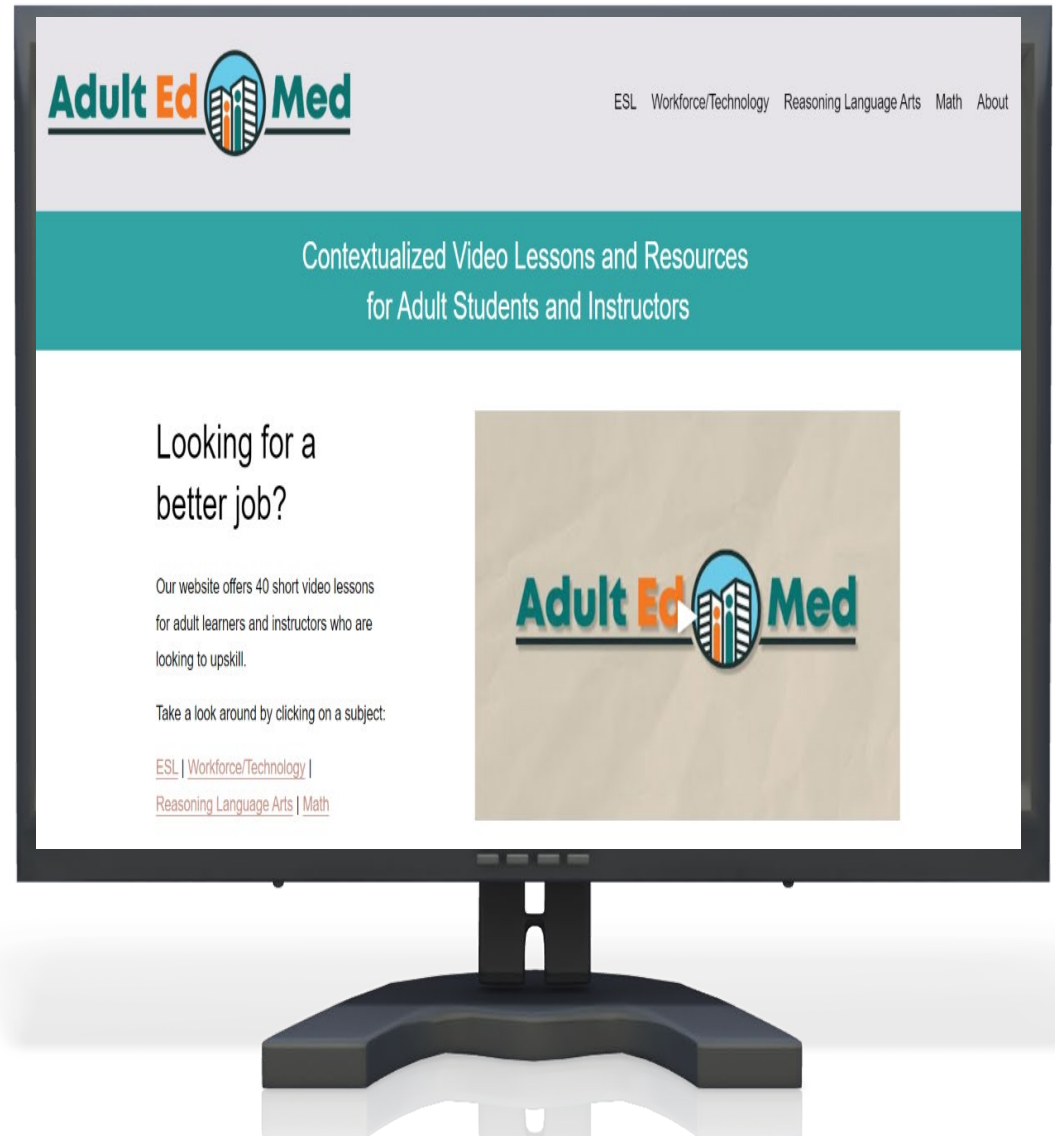 Adult Ed Med
ESL Workforce/Technology Reasoning Language Arts Math About
Contextualized Video Lessons and Resources
for Adult Students and Instructors
Looking for a
better job?
Our website offers 40 short video lessons
for adult learners and instructors who are
looking to upskill.
Take a look around by clicking on a subject:
ESL | Workforce/Technology |
Reasoning Language Arts | Math
Adult Ed Med